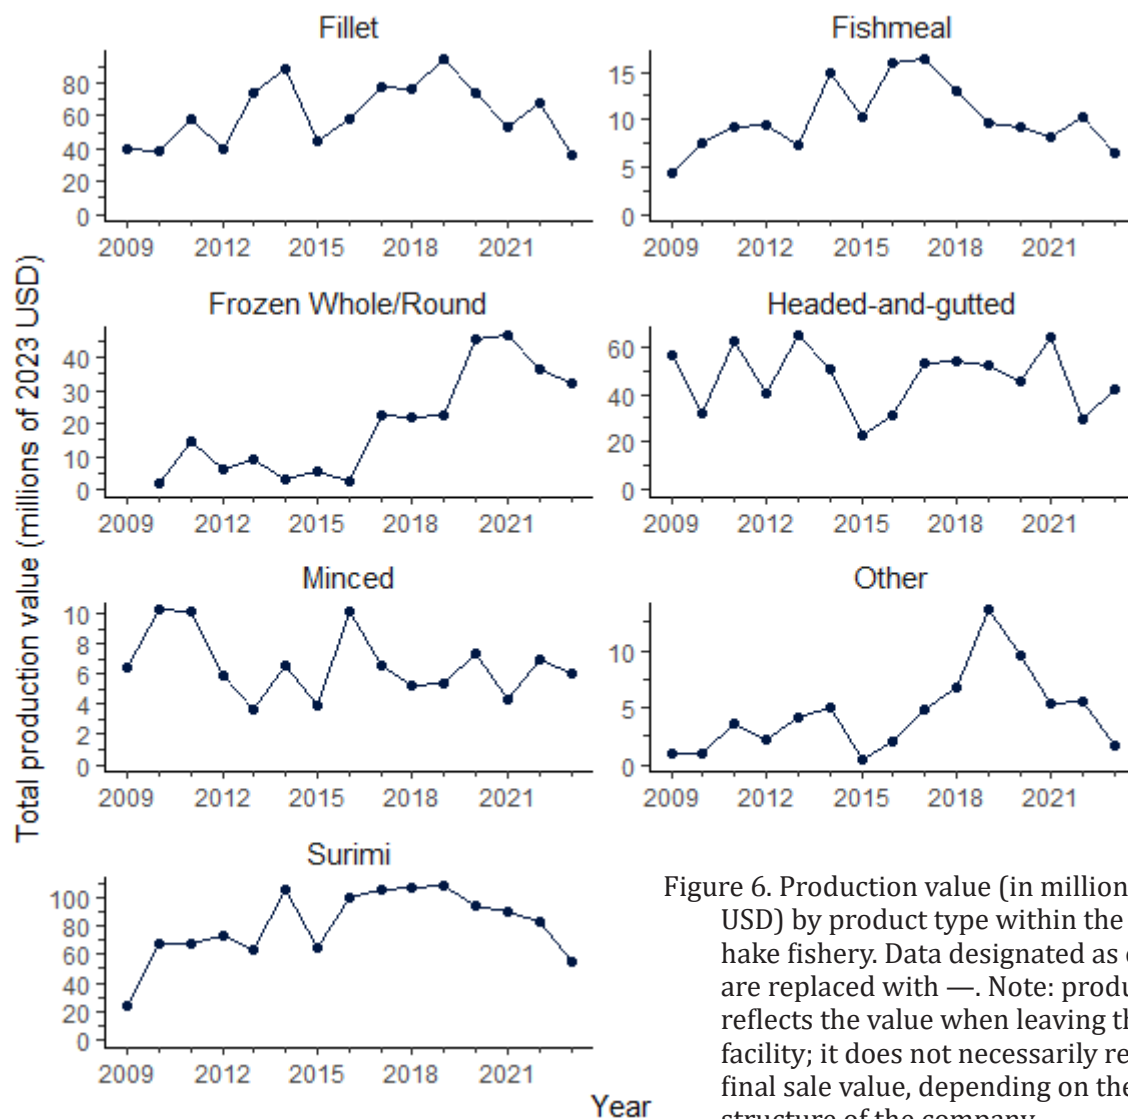 Fillet
80
60
40
20
0
2009 2012 2015 2018 2021
Fishmeal
15
10
5
0
2009 2012 2015 2018 2021
Frozen Whole/Round
40
30
20
10
0
2009 2012 2015 2018 2021
Headed-and-gutted
60
40
20
0
2009 2012 2015 2018 2021
Minced
10
8
6
4
2
0
2009 2012 2015 2018 2021
Other
10
5
0
2009 2012 2015 2018 2021
Surimi
100
80
60
40
20
0
2009 2012 2015 2018 2021
Total production value (millions of 2023 USD)
Year
Figure 6. Production value (in million
USD) by product type within the
hake fishery. Data designated as
are replaced with —. Note: produ
reflects the value when leaving th
facility; it does not necessarily re
final sale value, depending on the
structure of the company.